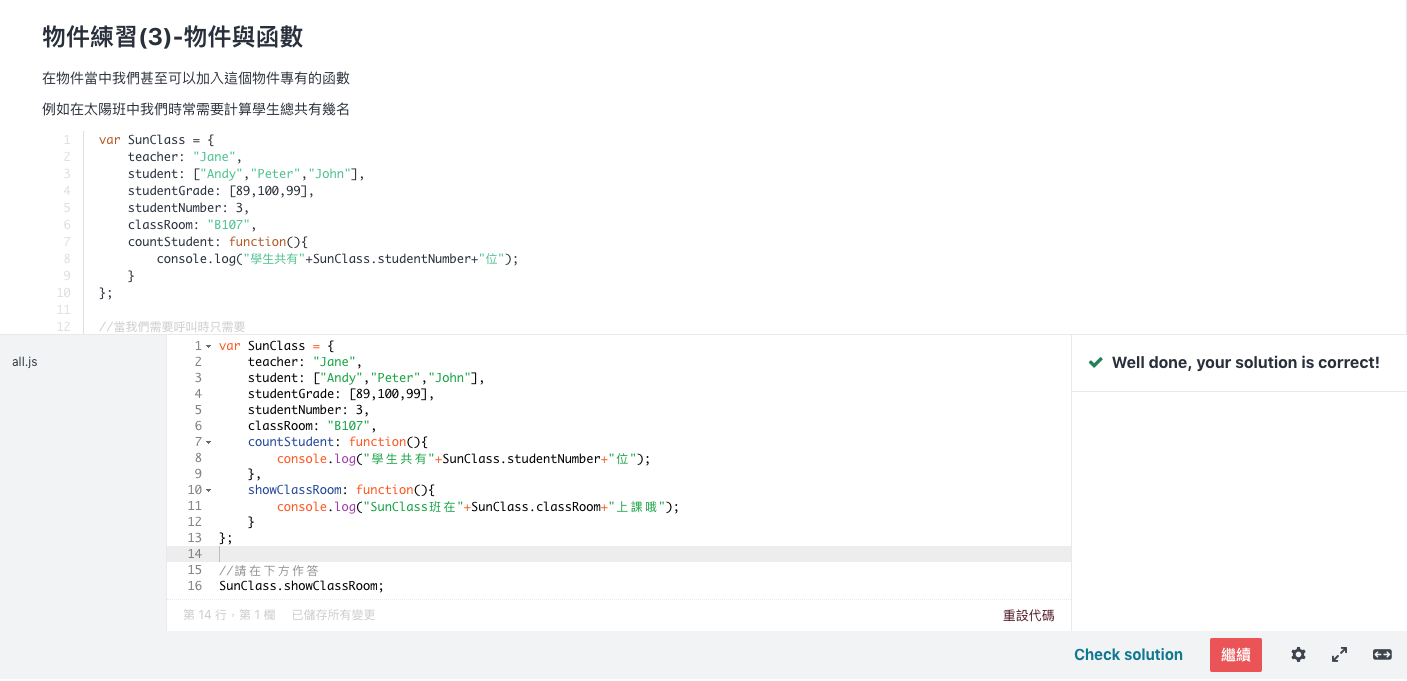 物件練習(3)-物件與函數
在物件當中我們甚至可以加入這個物件專有的函數
例如在太陽班中我們時常需要計算學生總共有幾名
1 var SunClass = {
2 teacher: "Jane",
3 student: ["Andy","Peter","John"],
4 studentGrade: [89,100,99],
5 studentNumber: 3,
6 classRoom: "B107",
7 countStudent: function(){
8 console.log("學生共有"+SunClass.studentNumber+"位");
9 }
10 };
11
12 //當我們需要呼叫時只需要
all.js
1 var SunClass = {
2 teacher: "Jane",
3 student: ["Andy","Peter","John"],
4 studentGrade: [89,100,99],
5 studentNumber: 3,
6 classRoom: "B107",
7 countStudent: function(){
8 console.log("學生共有"+SunClass.studentNumber+"位");
9 },
10 showClassRoom: function(){
11 console.log("SunClass班在"+SunClass.classRoom+"上課哦");
12 }
13 };
14
15 //請在下方作答
16 SunClass.showClassRoom;
第 14 行，第 1 欄 已儲存所有變更
重設代碼
Well done, your solution is correct!
Check solution
繼續